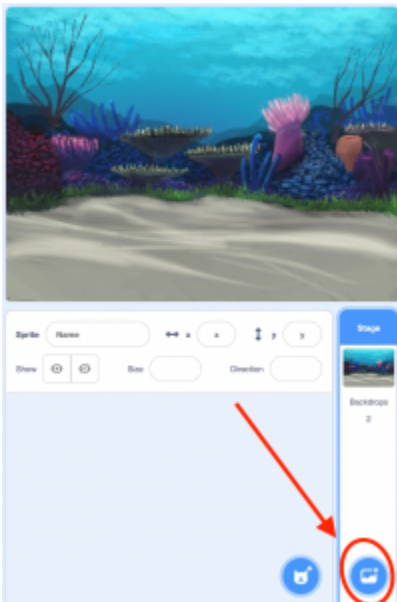 Stage
Sprite Name x x y y
Show Size Direction
Backdrops
2